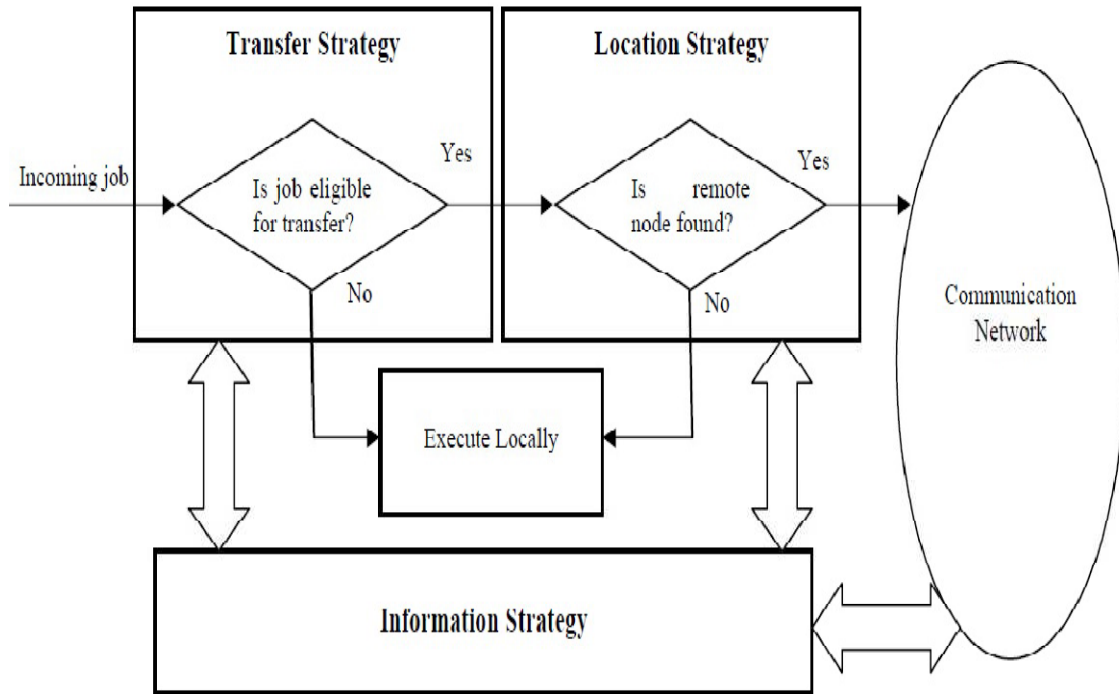 Transfer Strategy
Location Strategy
Incoming job
Is job eligible
for transfer?
Yes
No
Is remote
node found?
Yes
No
Communication
Network
Execute Locally
Information Strategy